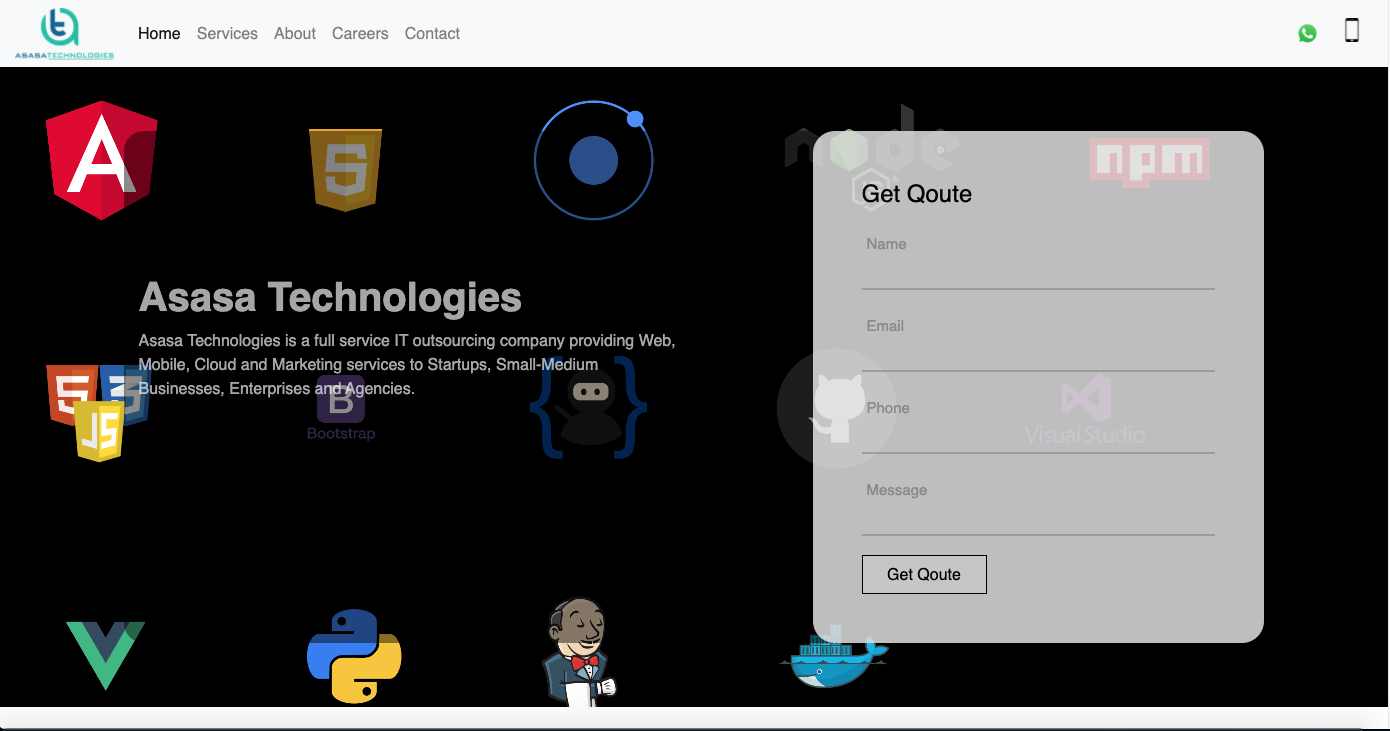 ASASATECHNOLOGIES
Home Services About Careers Contact
node
npm
Get Qoute
Name
Asasa Technologies
Asasa Technologies is a full service IT outsourcing company providing Web,
Mobile, Cloud and Marketing services to Startups, Small-Medium
Businesses, Enterprises and Agencies.
Email
JS
B
Bootstrap
Phone
Visual Studio
Message
Get Qoute